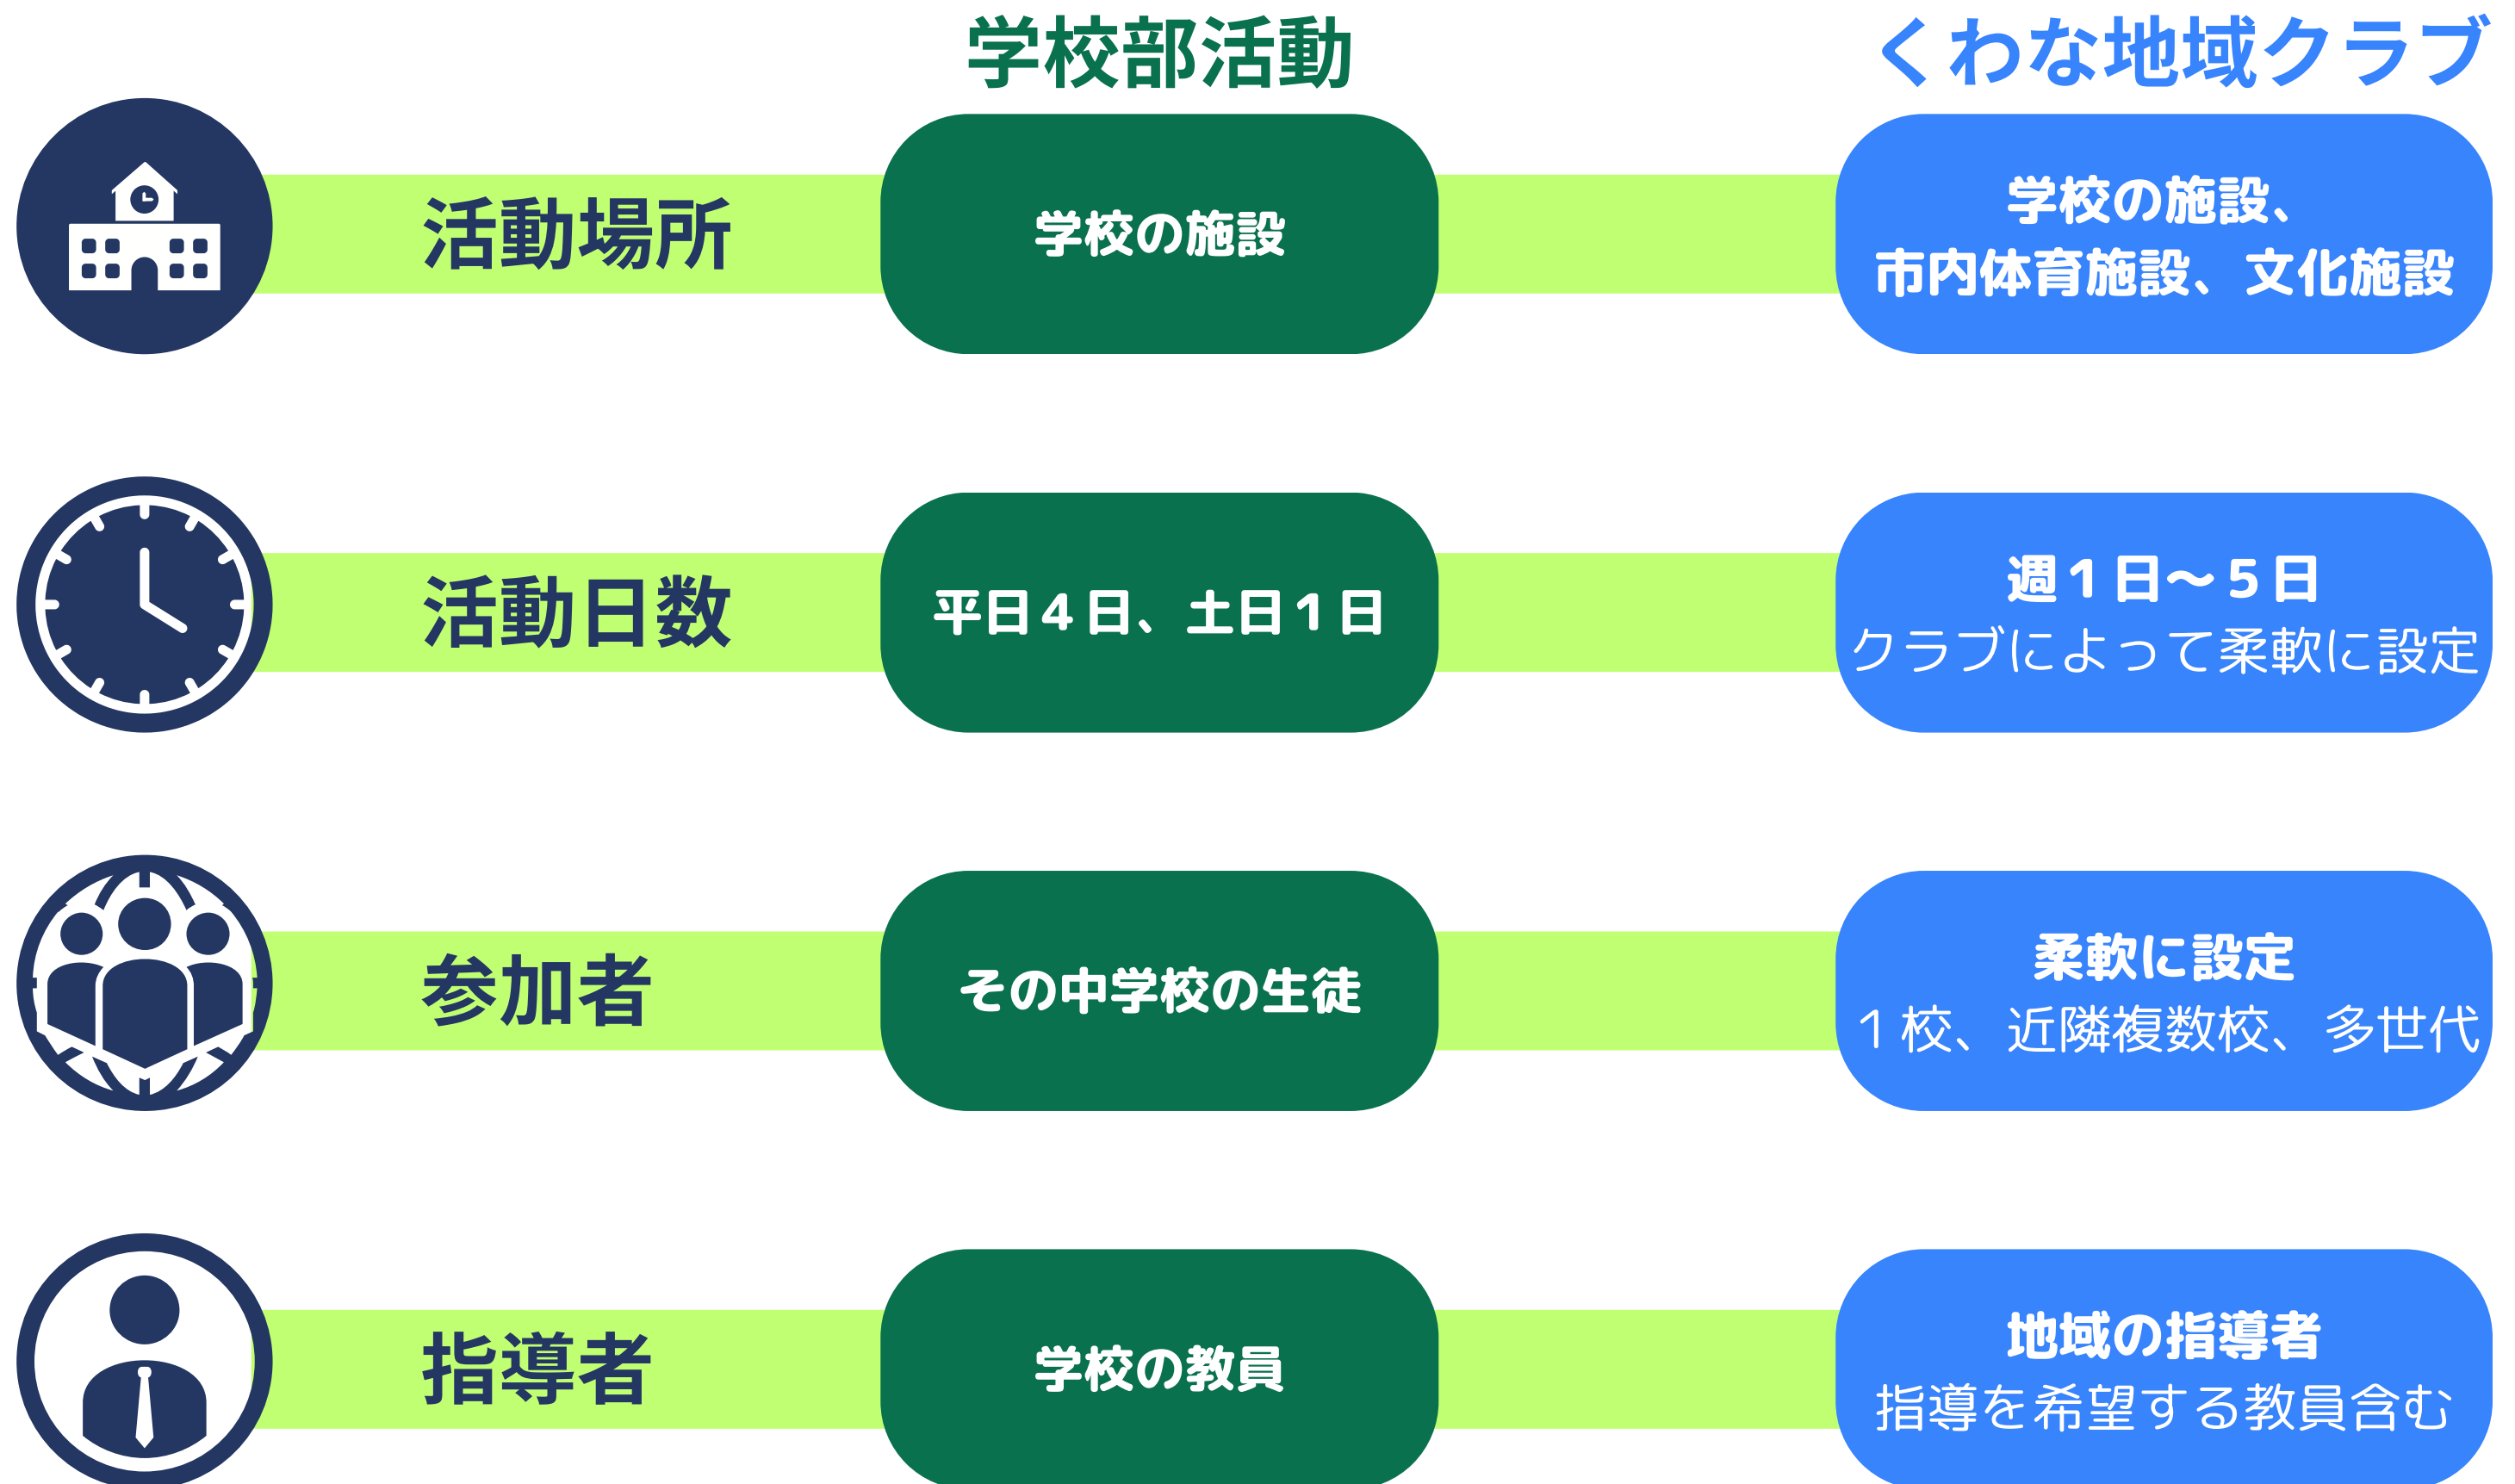 学校部活動
くわな地域クラブ
活動場所
学校の施設
学校の施設、
市内体育施設、文化施設
活動日数
平日4日、土日1日
週1日～5日
クラブによって柔軟に設定
参加者
その中学校の生徒
柔軟に設定
1校、近隣複数校、多世代
指導者
学校の教員
地域の指導者
指導を希望する教員含む